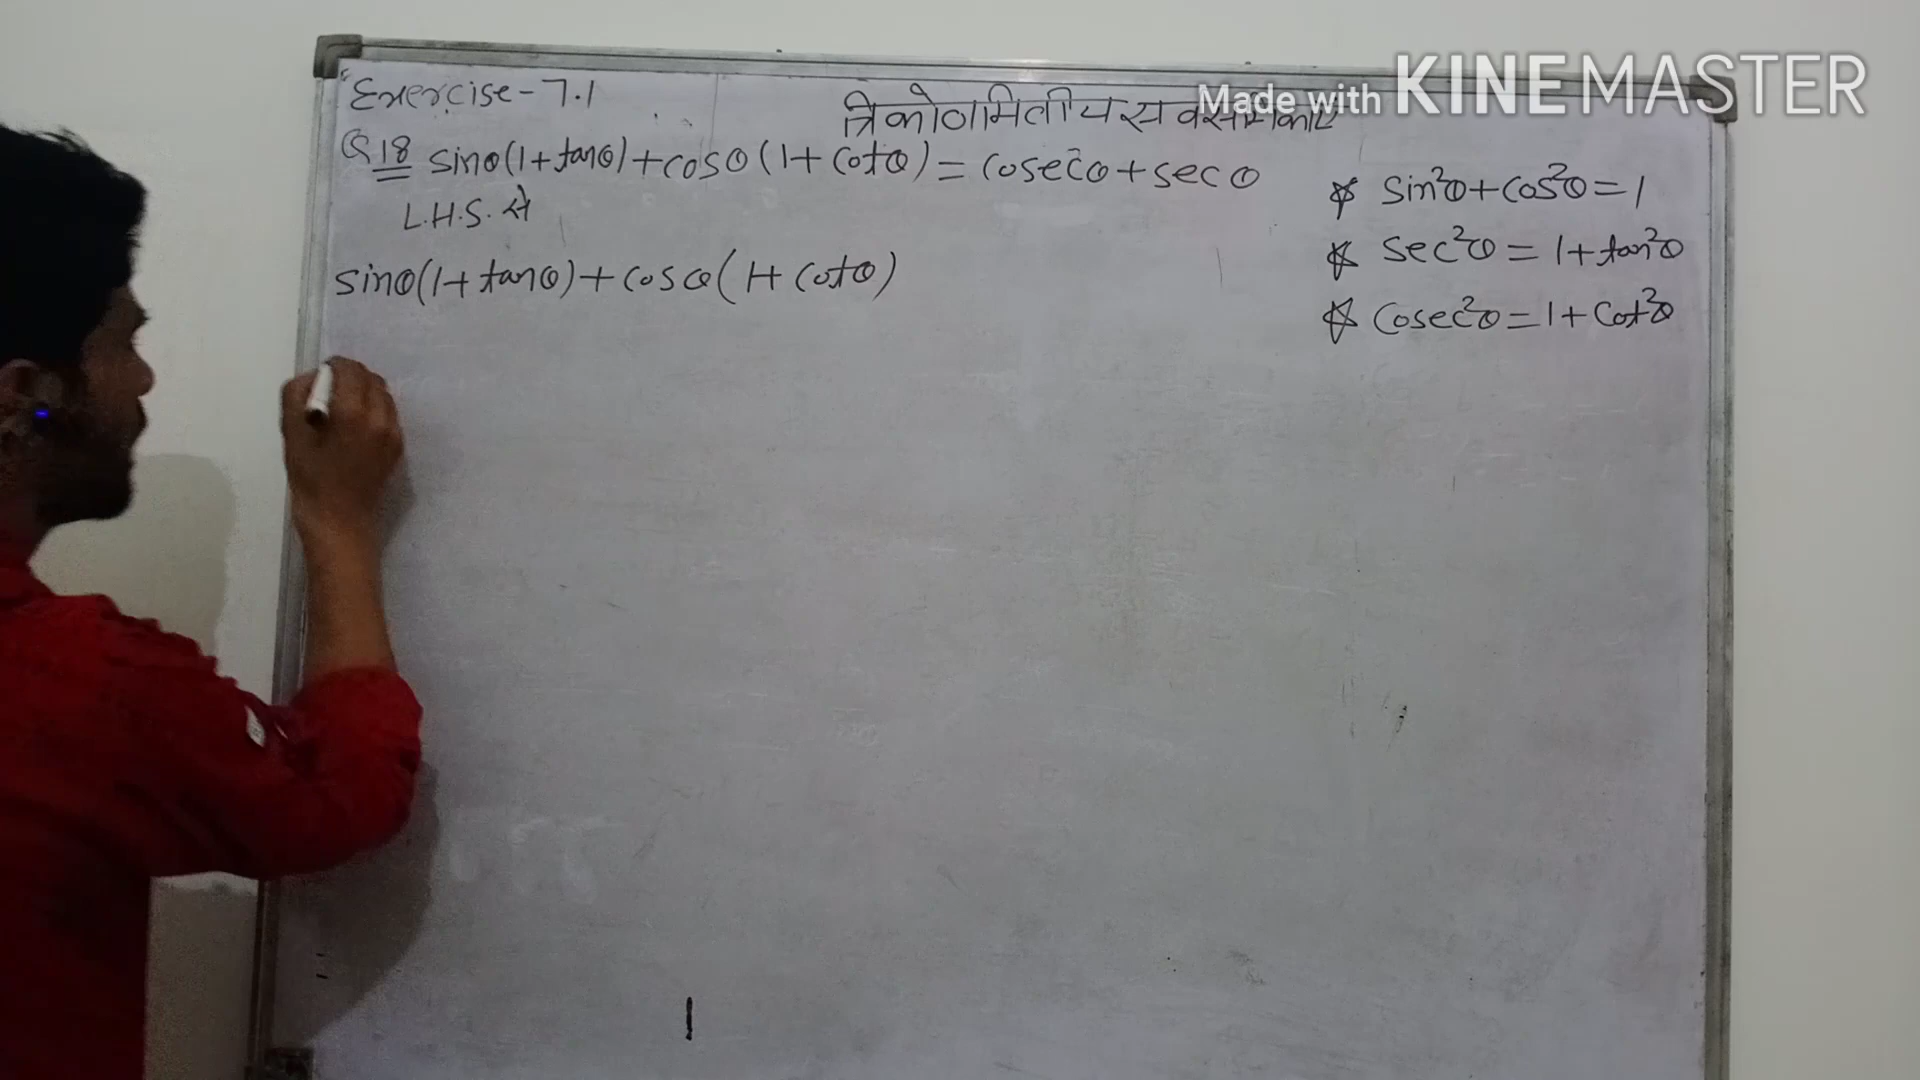 Exercise-7.1
Made with KINEMASTER
त्रिकोणमितीय सर्वसमिकाए
Q 18 sinθ(1+tanθ)+cosθ(1+cotθ)=cosecθ+secθ
L.H.S. से
sinθ(1+tanθ)+cosθ(1+cotθ)
☆ sin²θ+cos²θ=1
☆ sec²θ=1+tan²θ
☆ cosec²θ=1+cot²θ